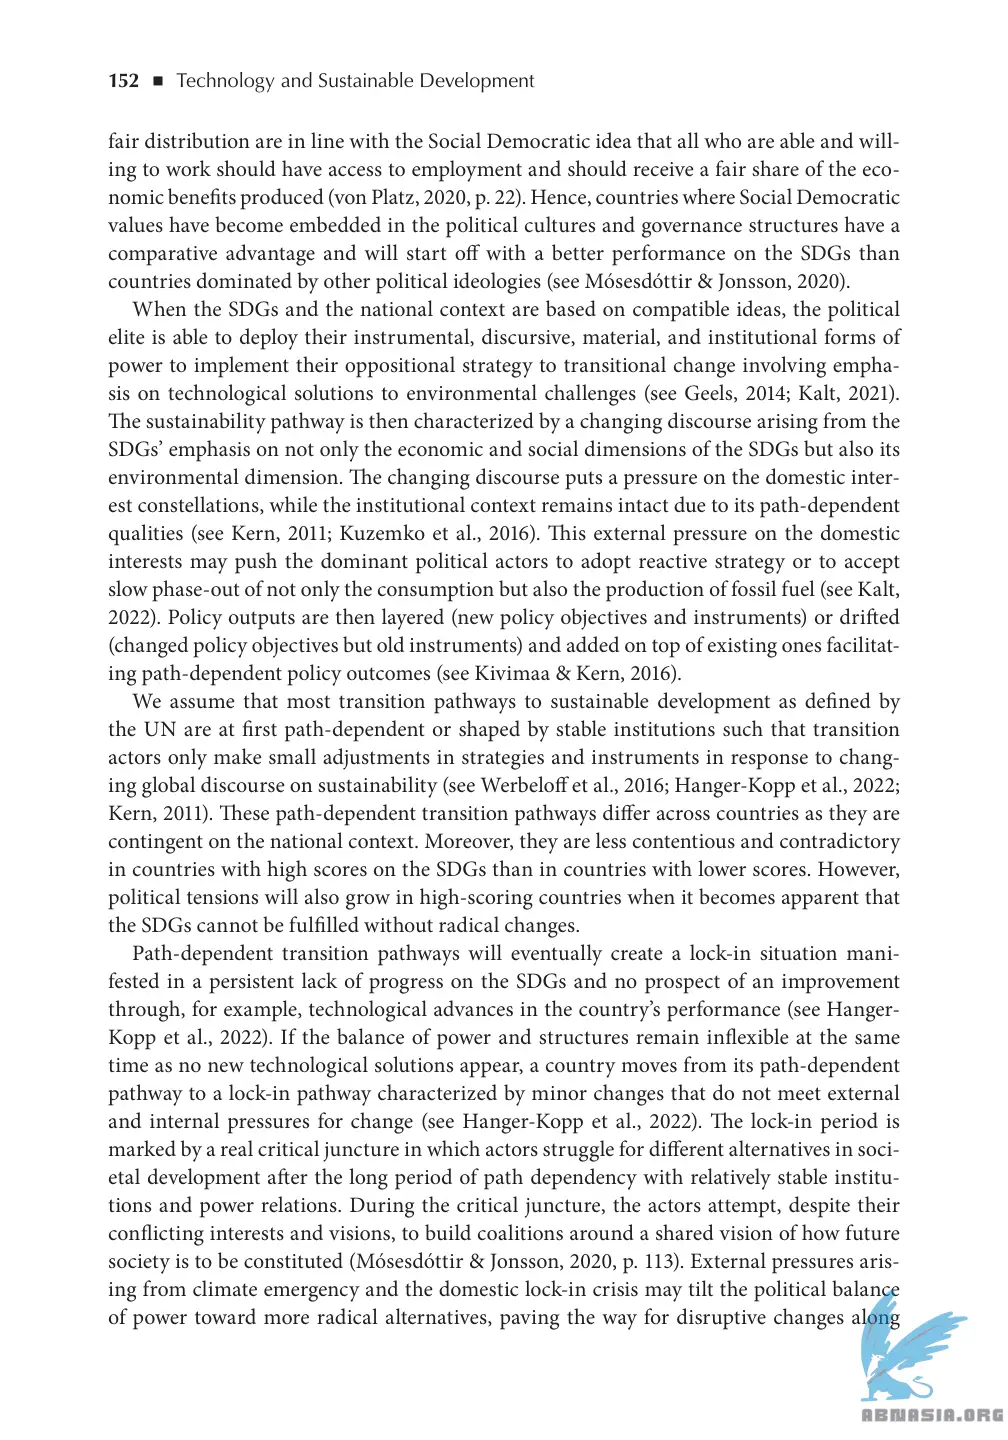 152 ■ Technology and Sustainable Development
fair distribution are in line with the Social Democratic idea that all who are able and will-
ing to work should have access to employment and should receive a fair share of the eco-
nomic benefits produced (von Platz, 2020, p. 22). Hence, countries where Social Democratic
values have become embedded in the political cultures and governance structures have a
comparative advantage and will start off with a better performance on the SDGs than
countries dominated by other political ideologies (see Mósesdóttir & Jonsson, 2020).
When the SDGs and the national context are based on compatible ideas, the political
elite is able to deploy their instrumental, discursive, material, and institutional forms of
power to implement their oppositional strategy to transitional change involving empha-
sis on technological solutions to environmental challenges (see Geels, 2014; Kalt, 2021).
The sustainability pathway is then characterized by a changing discourse arising from the
SDGs’ emphasis on not only the economic and social dimensions of the SDGs but also its
environmental dimension. The changing discourse puts a pressure on the domestic inter-
est constellations, while the institutional context remains intact due to its path-dependent
qualities (see Kern, 2011; Kuzemko et al., 2016). This external pressure on the domestic
interests may push the dominant political actors to adopt reactive strategy or to accept
slow phase-out of not only the consumption but also the production of fossil fuel (see Kalt,
2022). Policy outputs are then layered (new policy objectives and instruments) or drifted
(changed policy objectives but old instruments) and added on top of existing ones facilitat-
ing path-dependent policy outcomes (see Kivimaa & Kern, 2016).
We assume that most transition pathways to sustainable development as defined by
the UN are at first path-dependent or shaped by stable institutions such that transition
actors only make small adjustments in strategies and instruments in response to chang-
ing global discourse on sustainability (see Werbeloff et al., 2016; Hanger-Kopp et al., 2022;
Kern, 2011). These path-dependent transition pathways differ across countries as they are
contingent on the national context. Moreover, they are less contentious and contradictory
in countries with high scores on the SDGs than in countries with lower scores. However,
political tensions will also grow in high-scoring countries when it becomes apparent that
the SDGs cannot be fulfilled without radical changes.
Path-dependent transition pathways will eventually create a lock-in situation mani-
fested in a persistent lack of progress on the SDGs and no prospect of an improvement
through, for example, technological advances in the country’s performance (see Hanger-
Kopp et al., 2022). If the balance of power and structures remain inflexible at the same
time as no new technological solutions appear, a country moves from its path-dependent
pathway to a lock-in pathway characterized by minor changes that do not meet external
and internal pressures for change (see Hanger-Kopp et al., 2022). The lock-in period is
marked by a real critical juncture in which actors struggle for different alternatives in soci-
etal development after the long period of path dependency with relatively stable institu-
tions and power relations. During the critical juncture, the actors attempt, despite their
conflicting interests and visions, to build coalitions around a shared vision of how future
society is to be constituted (Mósesdóttir & Jonsson, 2020, p. 113). External pressures aris-
ing from climate emergency and the domestic lock-in crisis may tilt the political balance
of power toward more radical alternatives, paving the way for disruptive changes along
ABNASIA.ORG